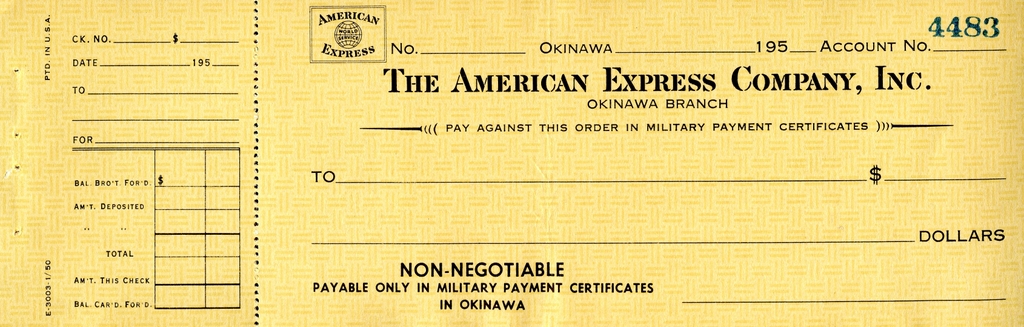 PTD. IN U.S.A.
E-3003-1/50
CK. NO. $
DATE 195
TO
FOR
BAL. BRO'T. FOR'D. $
AM'T. DEPOSITED
" "
TOTAL
AM'T. THIS CHECK
BAL. CAR'D. FOR'D.
AMERICAN
WORLD
SERVICE
EXPRESS
No. OKINAWA 195 ACCOUNT NO. 4483
THE AMERICAN EXPRESS COMPANY, INC.
OKINAWA BRANCH
((( PAY AGAINST THIS ORDER IN MILITARY PAYMENT CERTIFICATES )))
TO $
DOLLARS
NON-NEGOTIABLE
PAYABLE ONLY IN MILITARY PAYMENT CERTIFICATES
IN OKINAWA